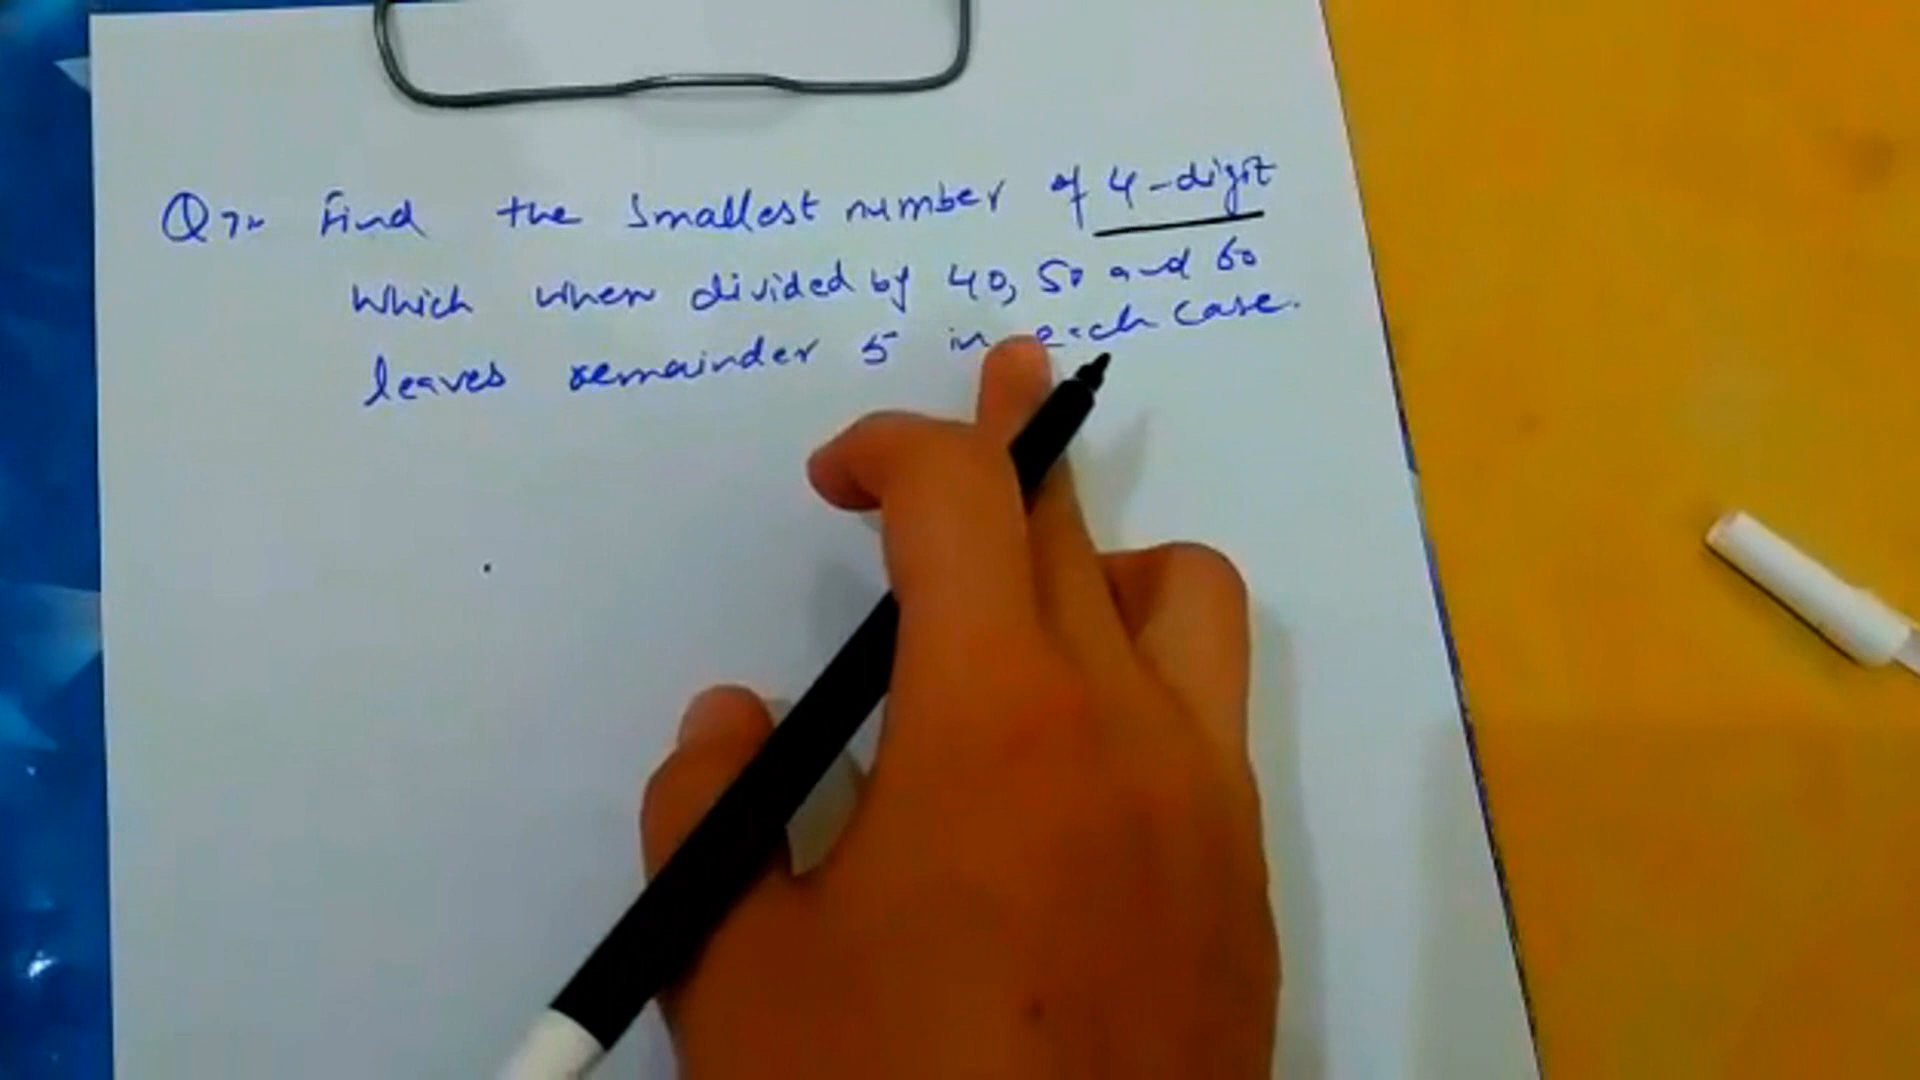 Q7:- Find the smallest number of 4-digit
which when divided by 40, 50 and 60
leaves remainder 5 in each case.